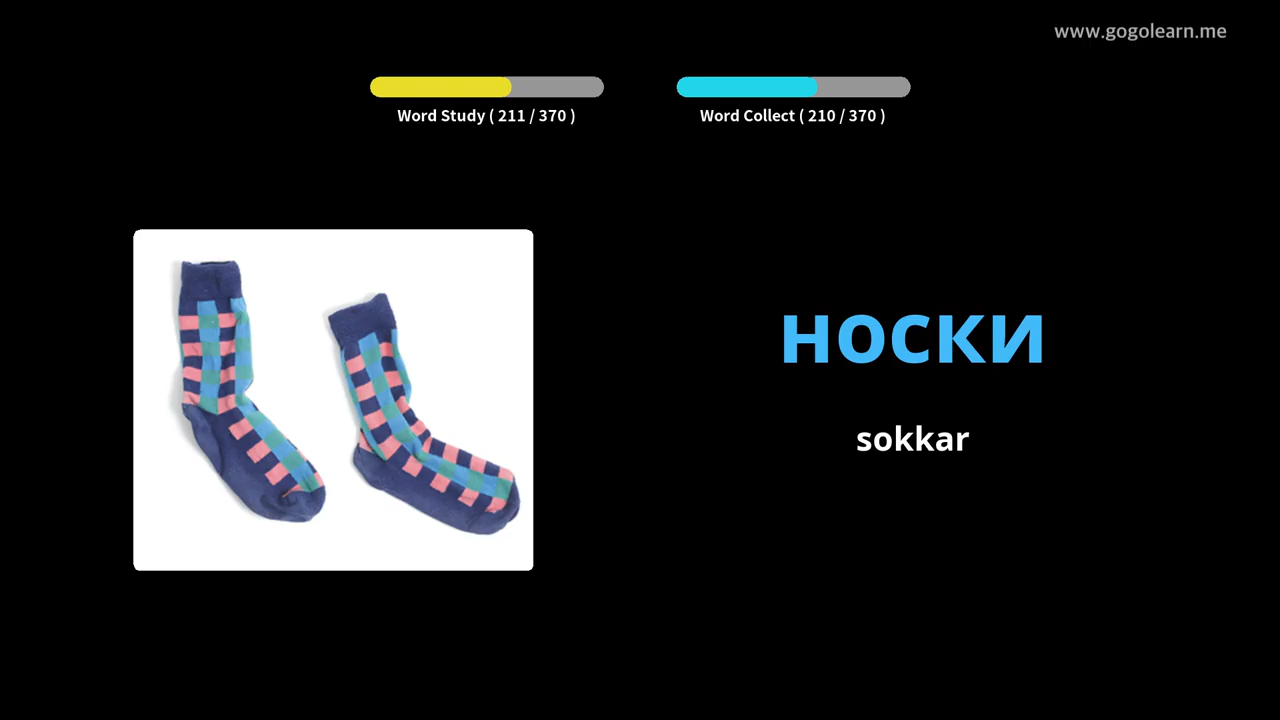 www.gogolearn.me
Word Study ( 211 / 370 )
Word Collect ( 210 / 370 )
носки
sokkar